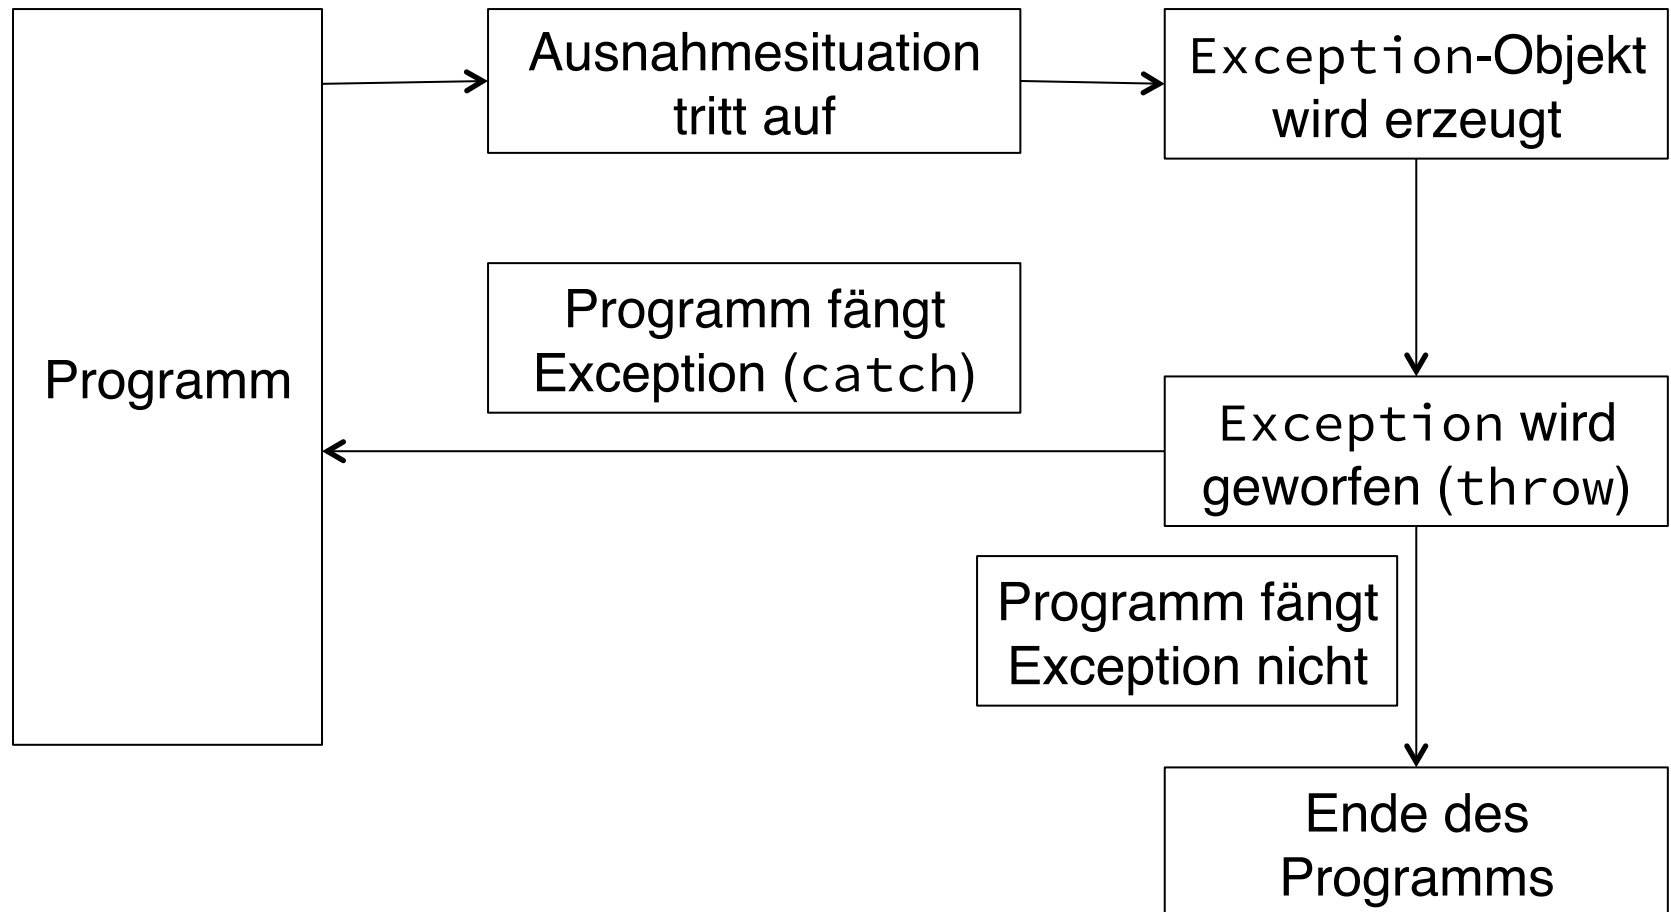 Ausnahmesituation
tritt auf
Exception-Objekt
wird erzeugt
Programm fängt
Exception (catch)
Programm
Exception wird
geworfen (throw)
Programm fängt
Exception nicht
Ende des
Programms